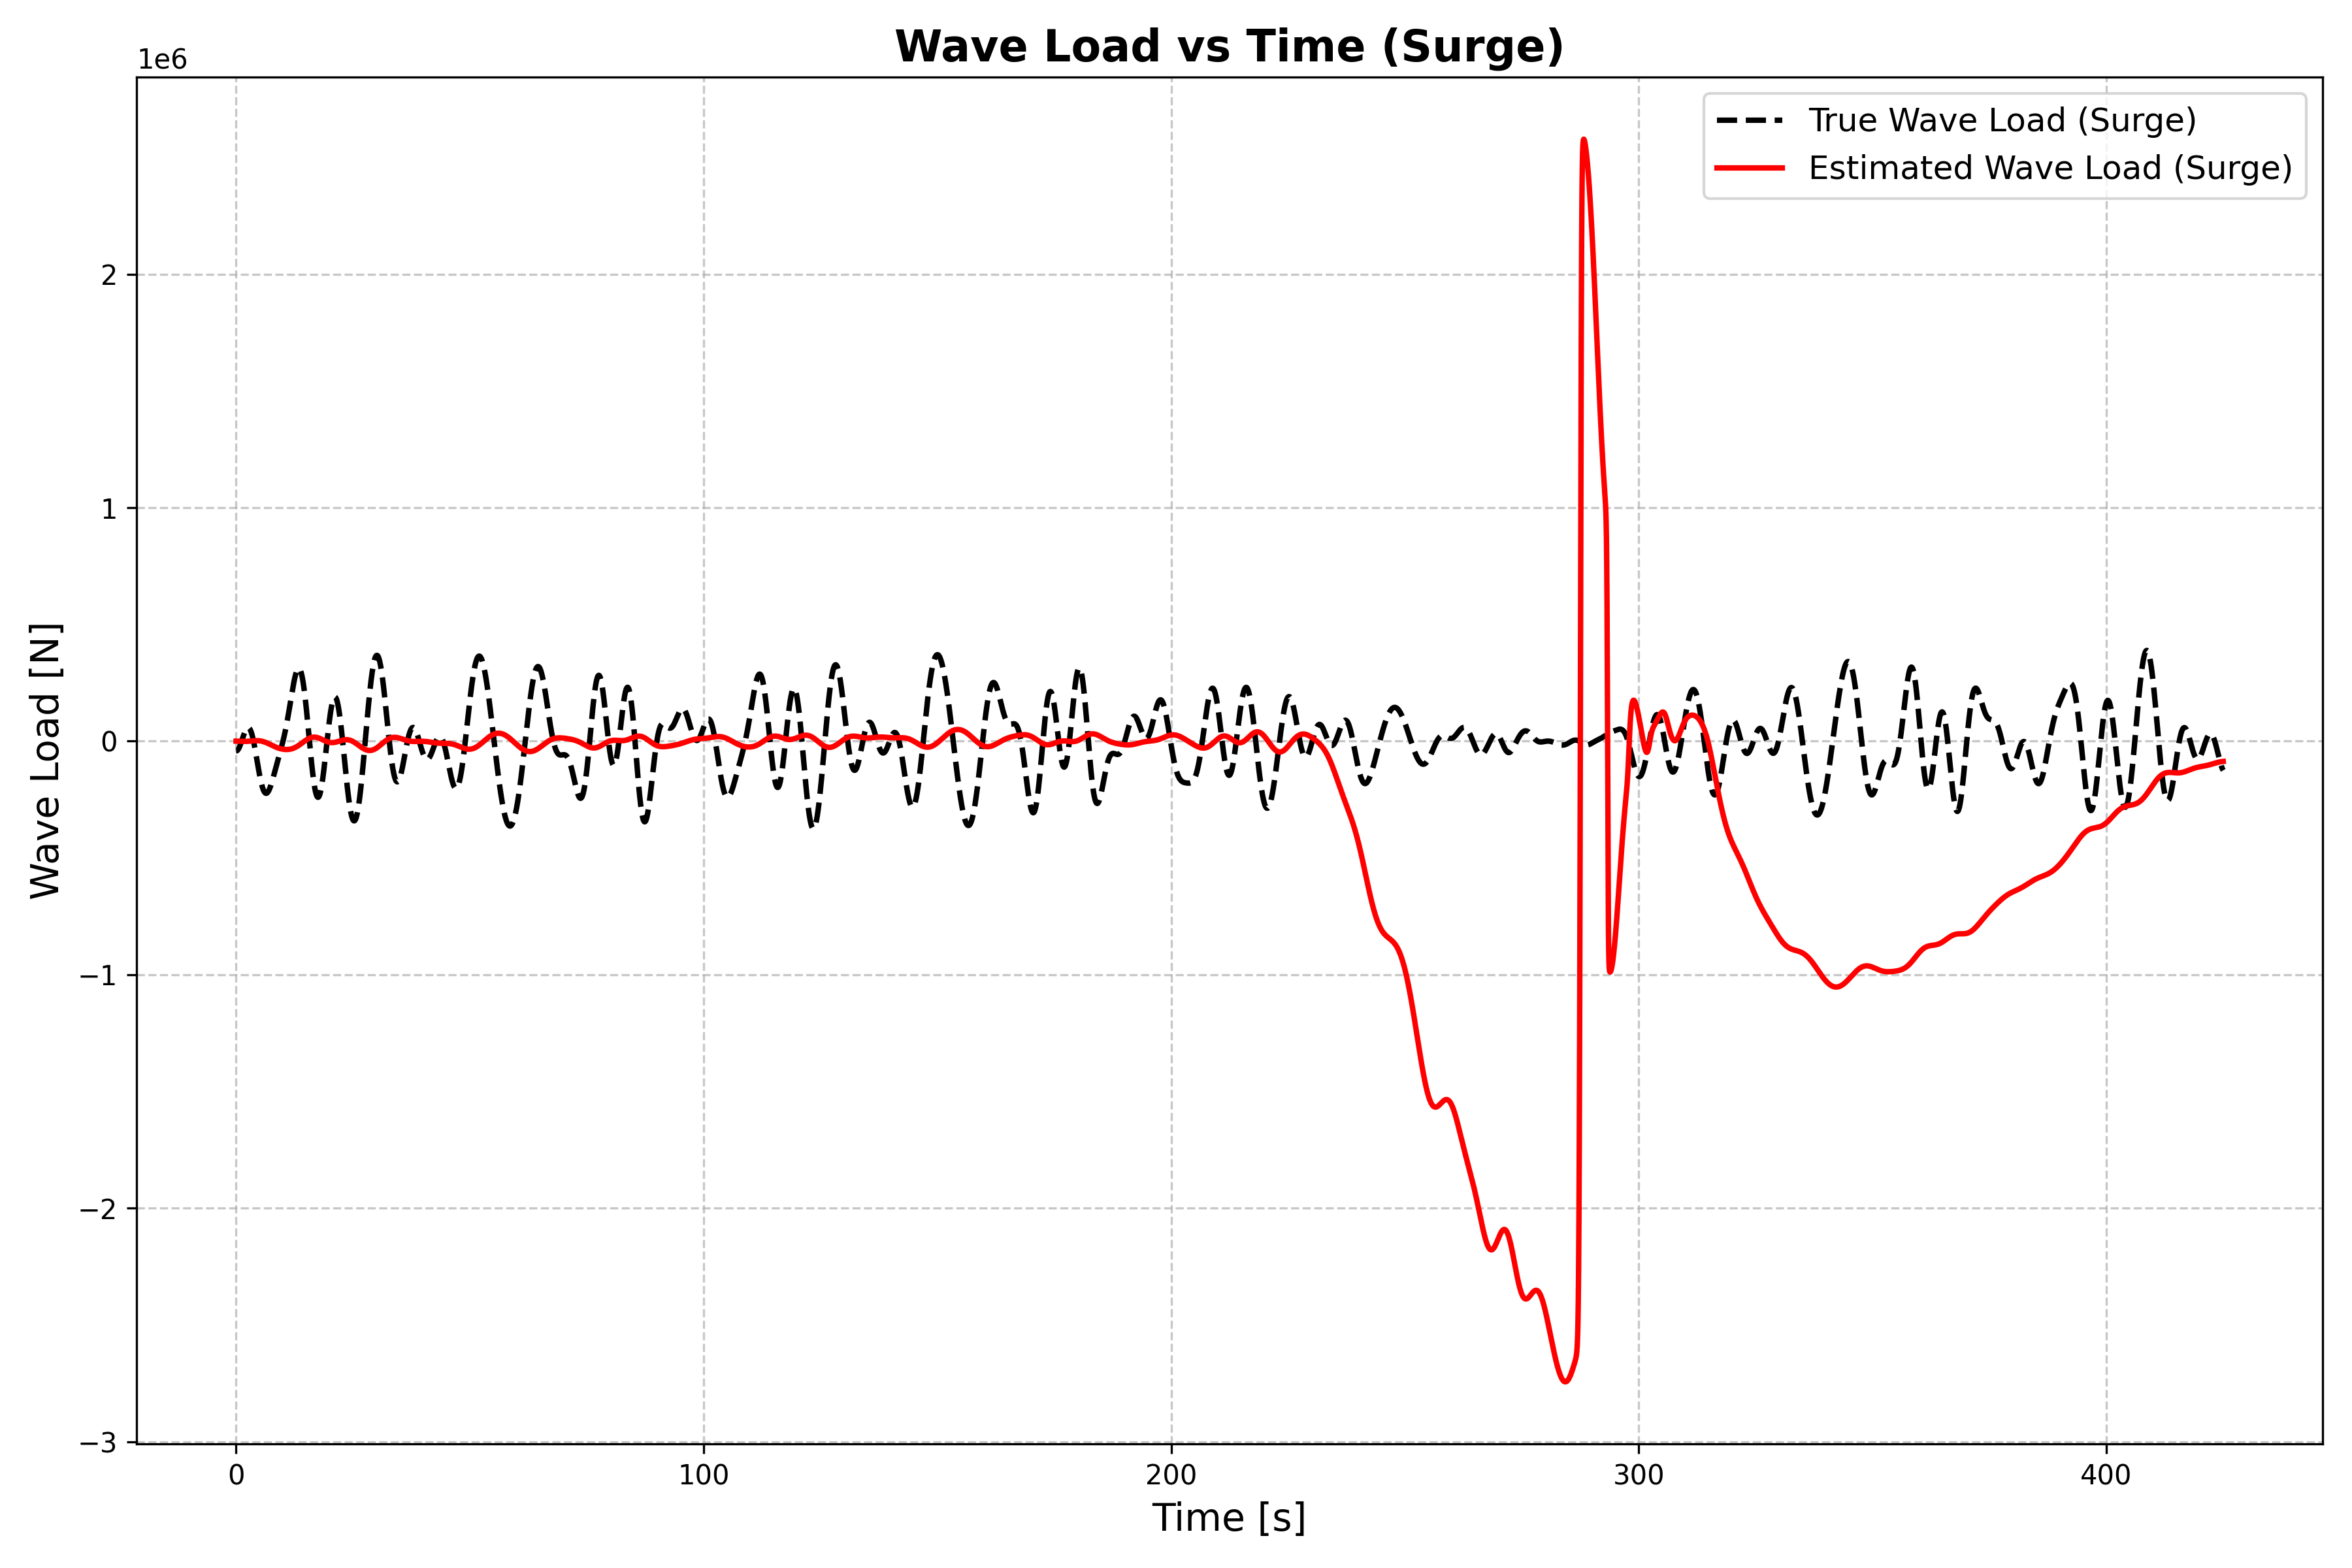 Wave Load vs Time (Surge)
1e6
True Wave Load (Surge)
Estimated Wave Load (Surge)
2
1
0
−1
−2
−3
Wave Load [N]
0
100
200
300
400
Time [s]